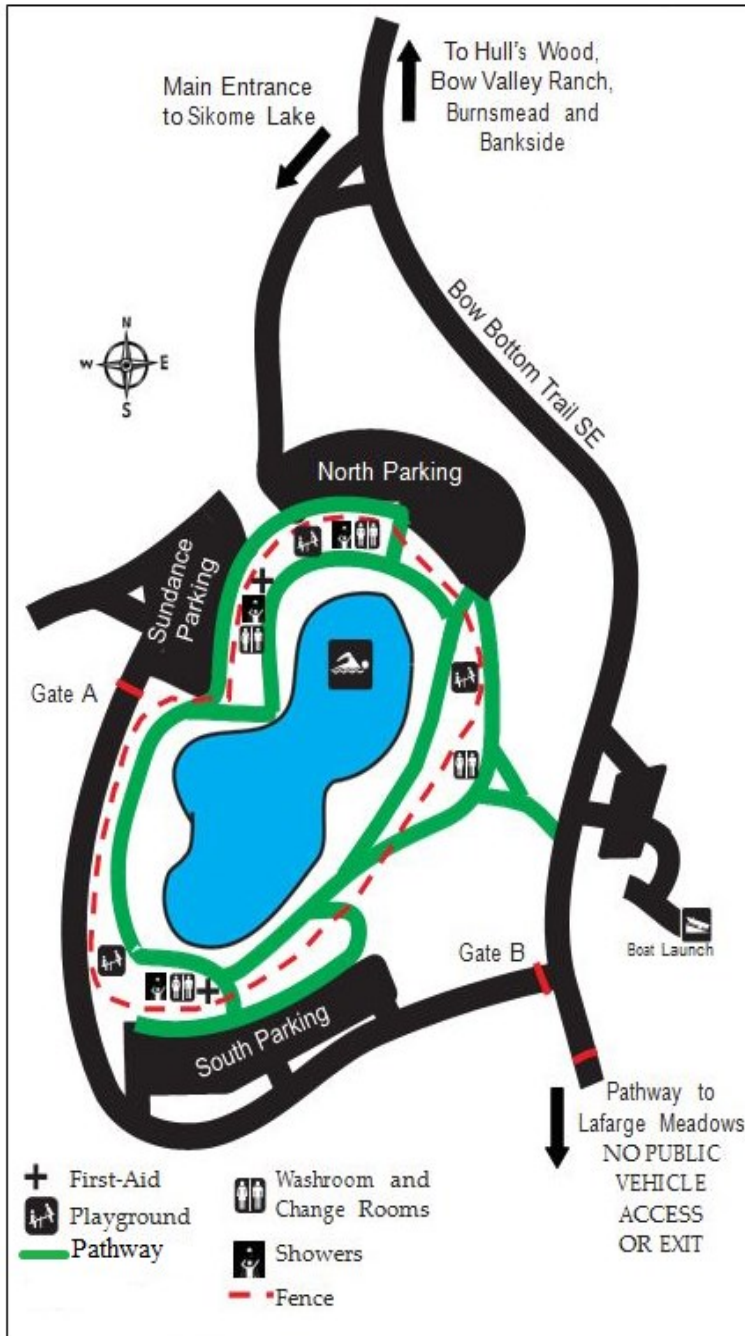 Main Entrance
to Sikome Lake
To Hull's Wood,
Bow Valley Ranch,
Burnsmead and
Bankside
Bow Bottom Trail SE
N
W
E
S
North Parking
Sundance
Parking
Gate A
Gate B
Boat Launch
South Parking
Pathway to
Lafarge Meadows
NO PUBLIC
VEHICLE
ACCESS
OR EXIT
First-Aid
Playground
Pathway
Washroom and
Change Rooms
Showers
Fence